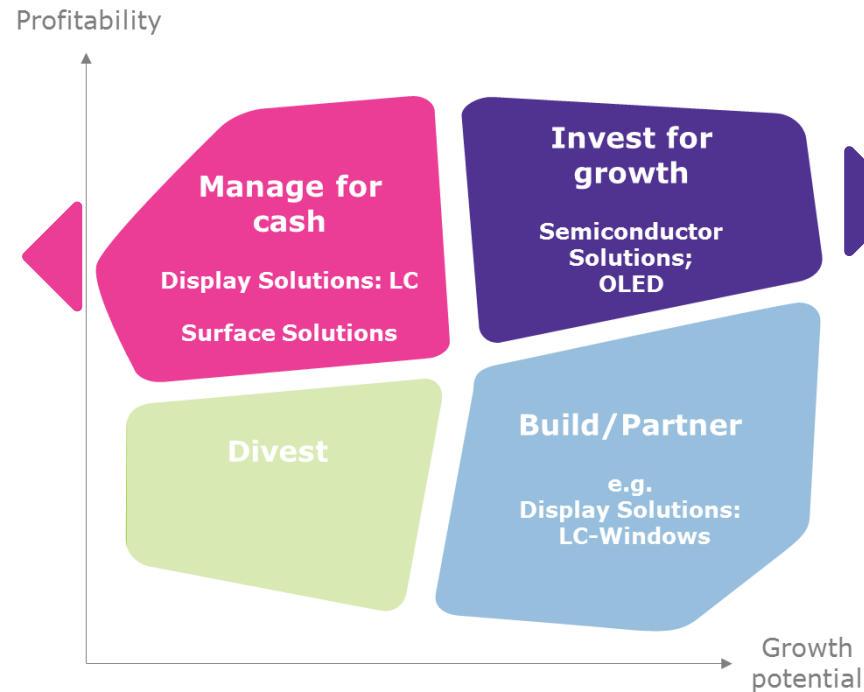 Profitability
Manage for
cash
Display Solutions: LC
Surface Solutions
Invest for
growth
Semiconductor
Solutions;
OLED
Divest
Build/Partner
e.g.
Display Solutions:
LC-Windows
Growth
potential